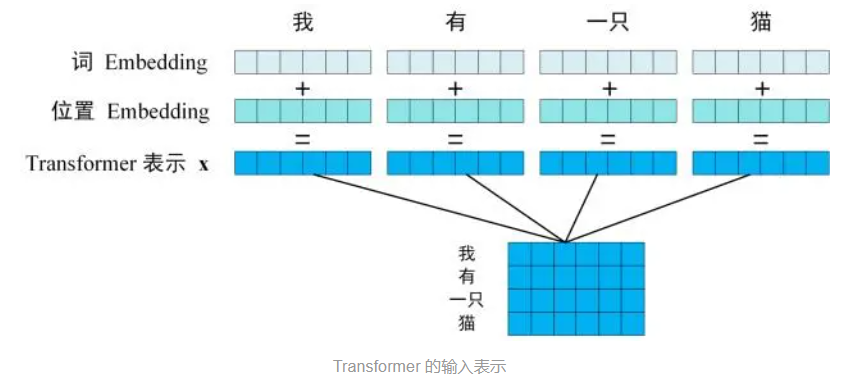 我 有 一只 猫
词 Embedding
+ + + +
位置 Embedding
= = = =
Transformer 表示 x
我
有
一只
猫
Transformer 的输入表示